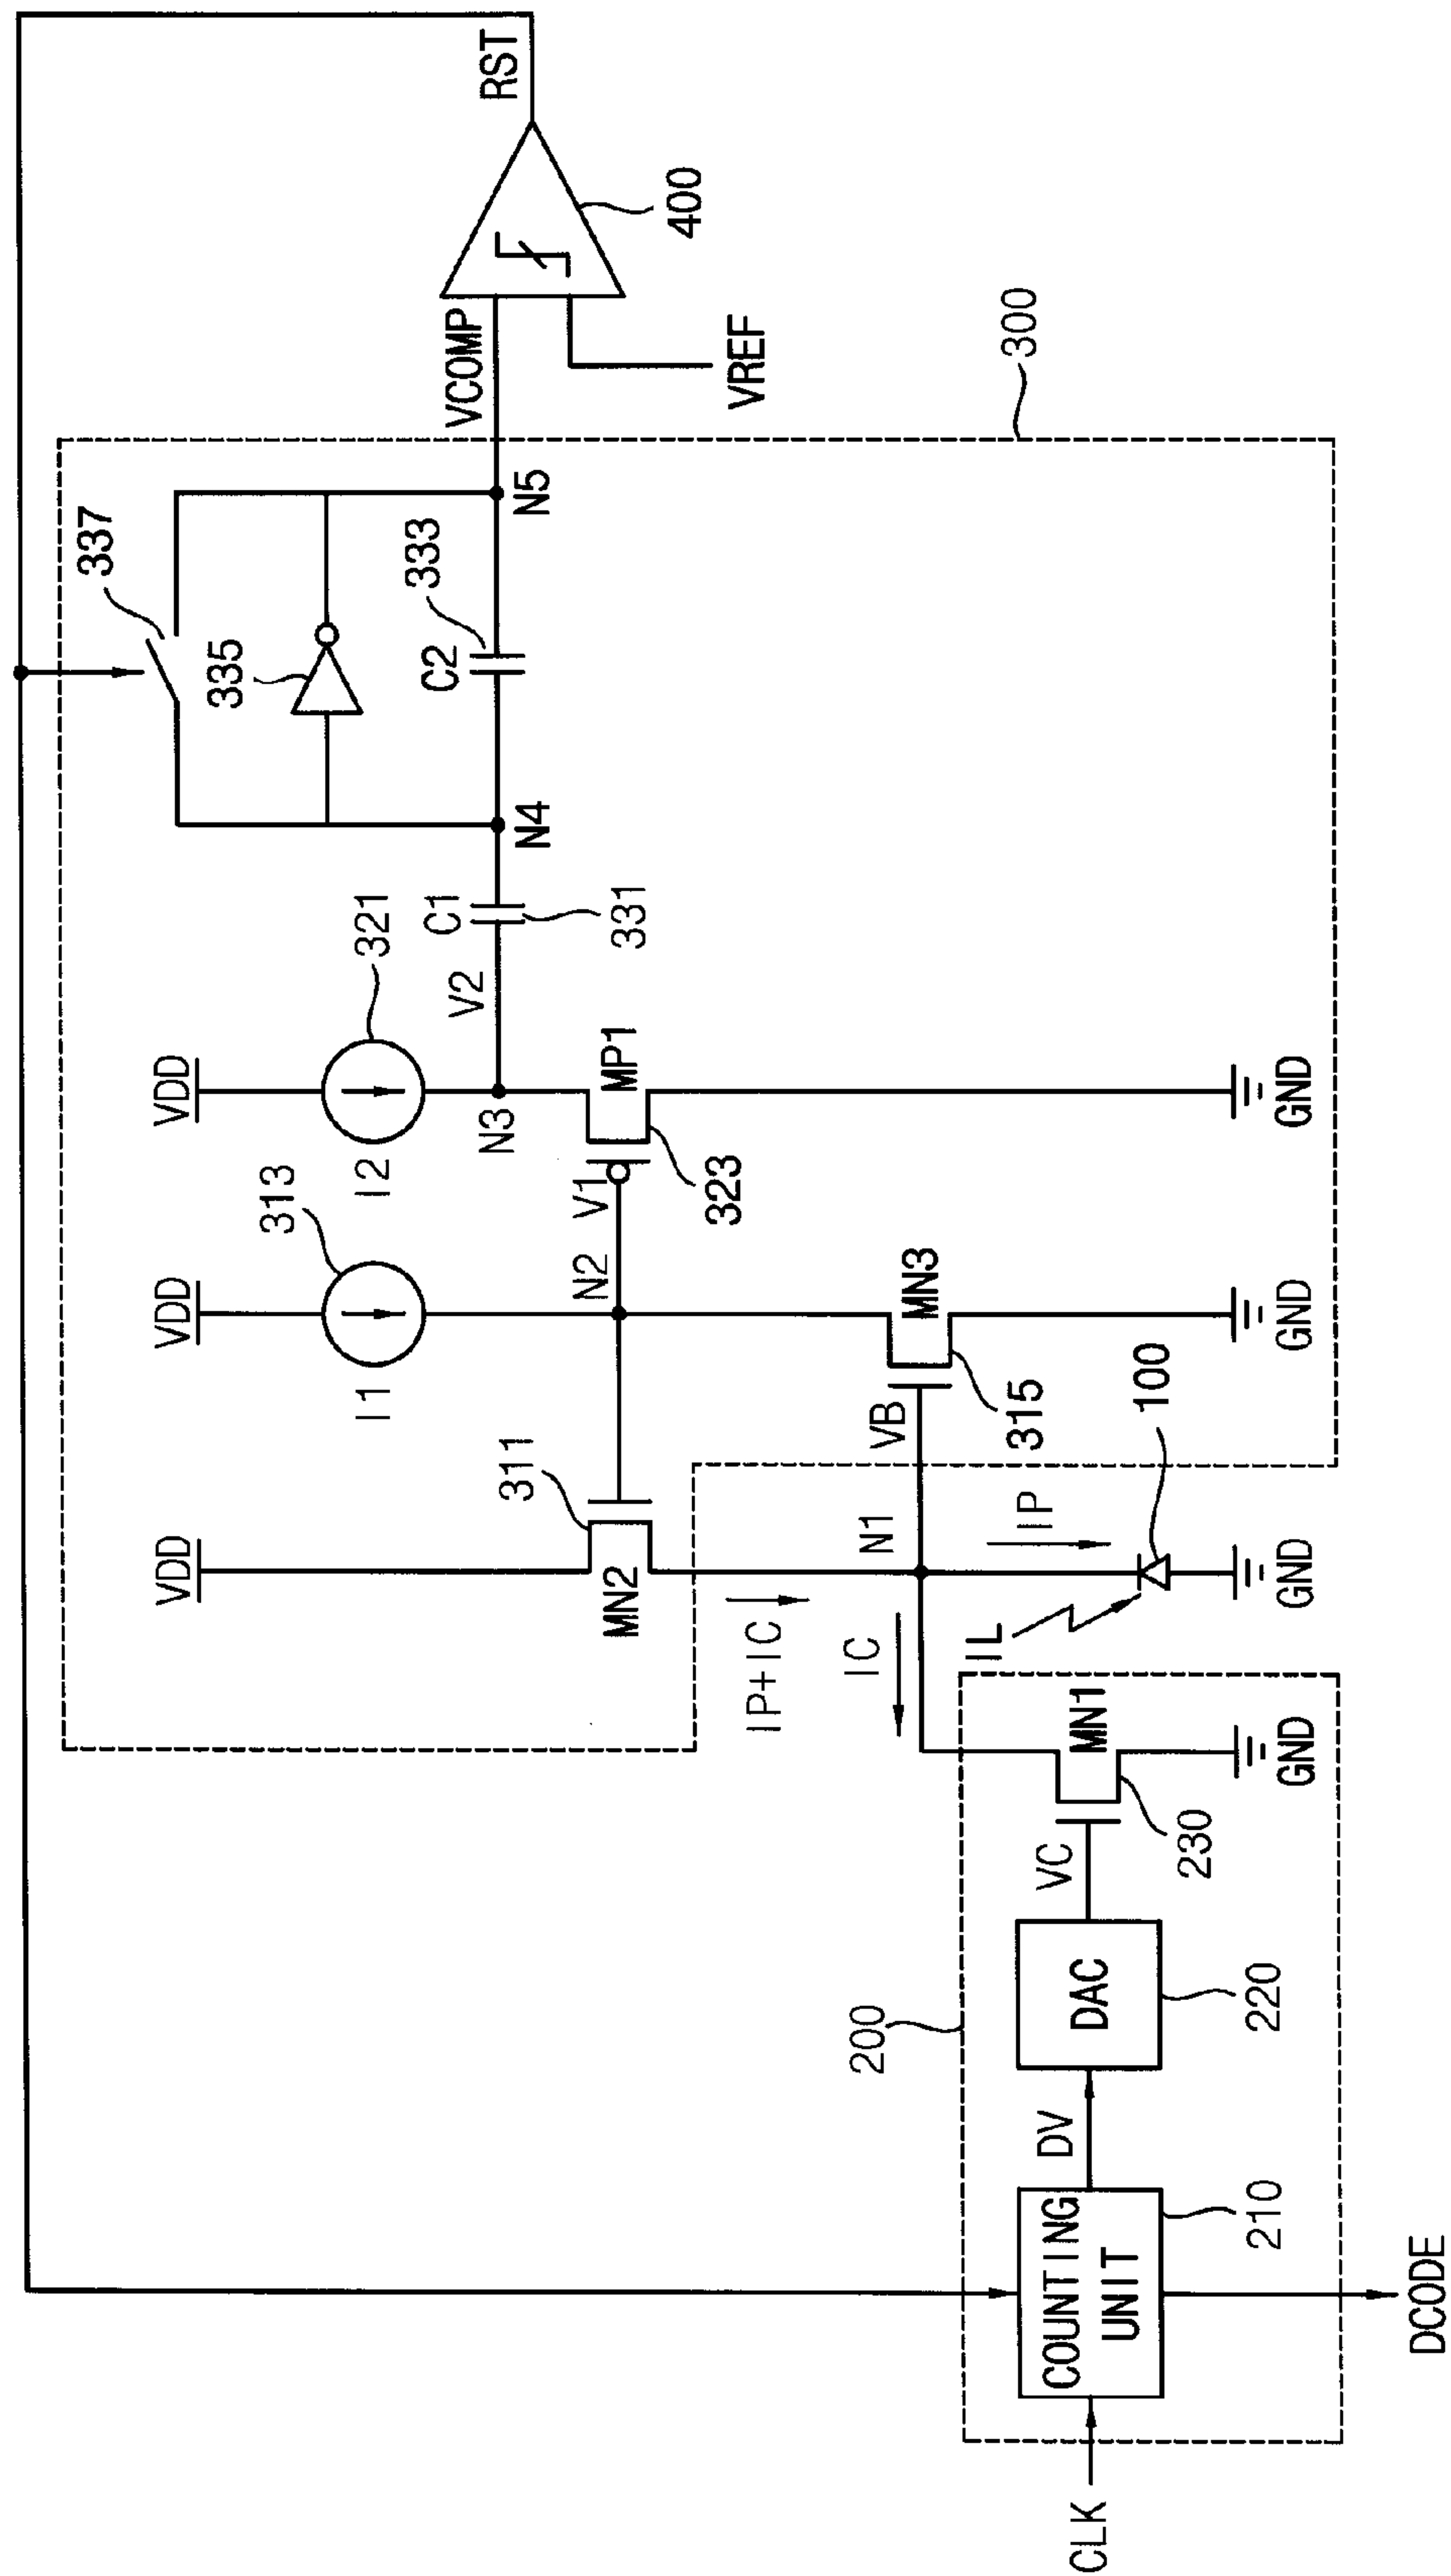 RST
400
VCOMP
VREF
300
337
335
333
C2
N5
N4
C1
331
V2
321
VDD
I2
N3
MP1
323
GND
313
VDD
I1
N2
V1
MN3
315
VB
GND
311
VDD
MN2
N1
IP
100
GND
IL
IP+IC
IC
MN1
230
GND
VC
DAC
220
200
DV
COUNTING
UNIT
210
DCODE
CLK